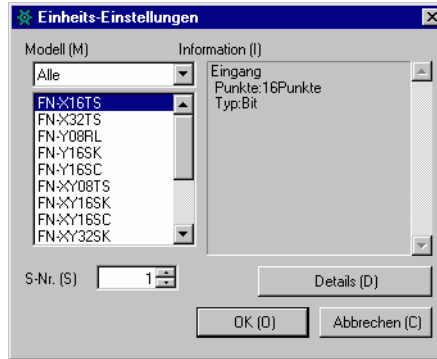 Einheits-Einstellungen
Modell (M)
Information (I)
Alle
FN-X16TS
FN-X32TS
FN-Y08RL
FN-Y16SK
FN-Y16SC
FN-XY08TS
FN-XY16SK
FN-XY16SC
FN-XY32SK
Eingang
Punkte:16Punkte
Typ:Bit
S-Nr. (S)
1
Details (D)
OK (O)
Abbrechen (C)